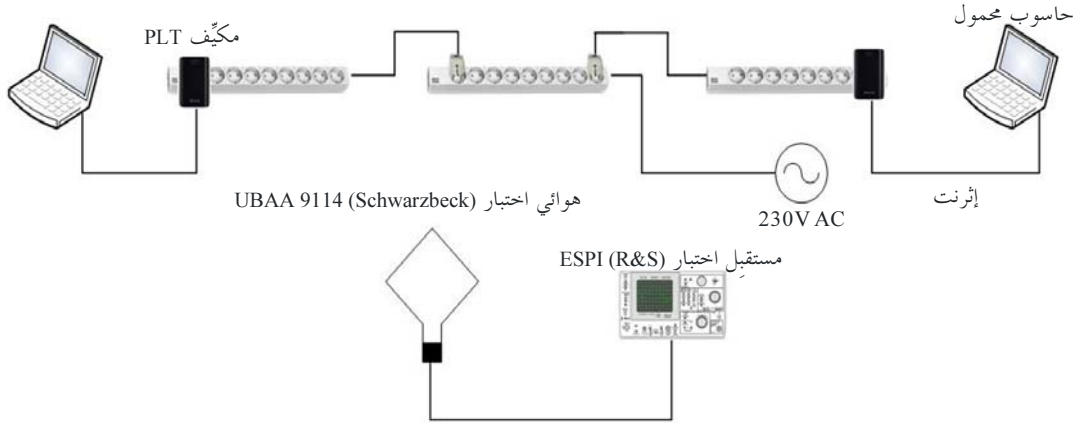 حاسوب محمول
مكيِّف PLT
إثرنت
230V AC
هوائي اختبار UBAA 9114 (Schwarzbeck)
مستقبِل اختبار ESPI (R&S)